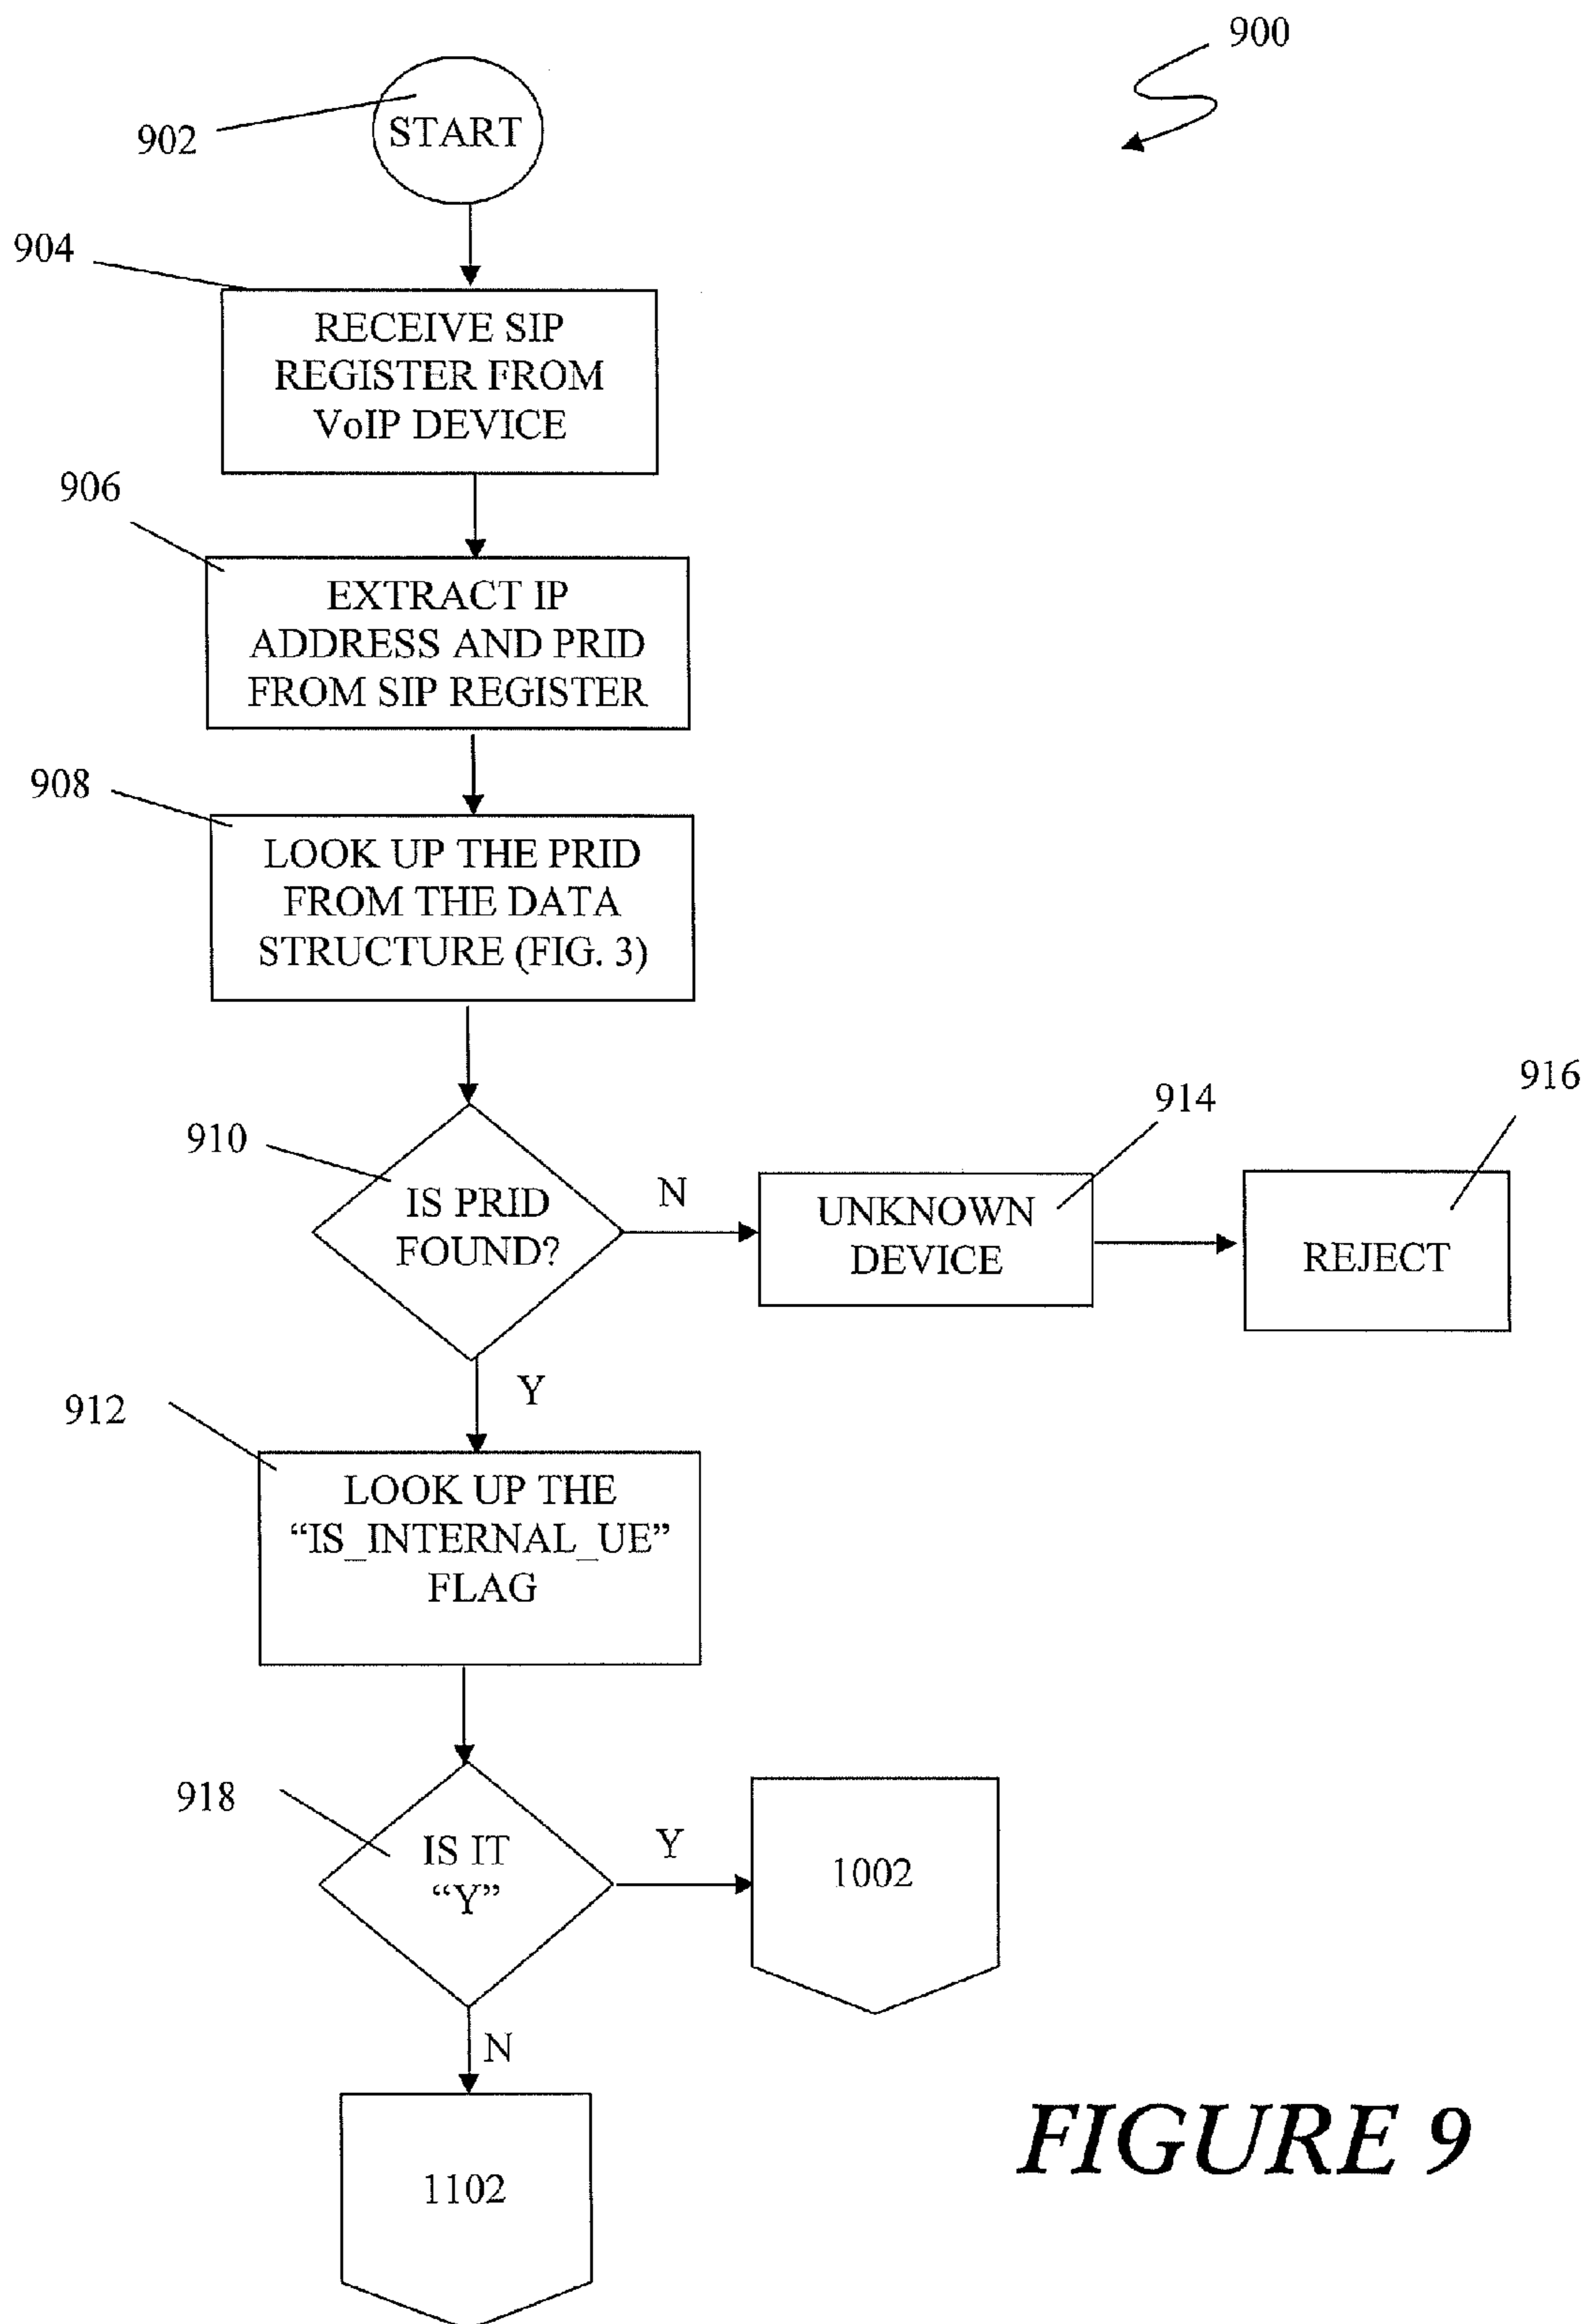 900
902
START
904
RECEIVE SIP
REGISTER FROM
VoIP DEVICE
906
EXTRACT IP
ADDRESS AND PRID
FROM SIP REGISTER
908
LOOK UP THE PRID
FROM THE DATA
STRUCTURE (FIG. 3)
910
IS PRID
FOUND?
N
914
UNKNOWN
DEVICE
916
REJECT
Y
912
LOOK UP THE
“IS_INTERNAL_UE”
FLAG
918
IS IT
“Y”
Y
1002
N
1102
FIGURE 9